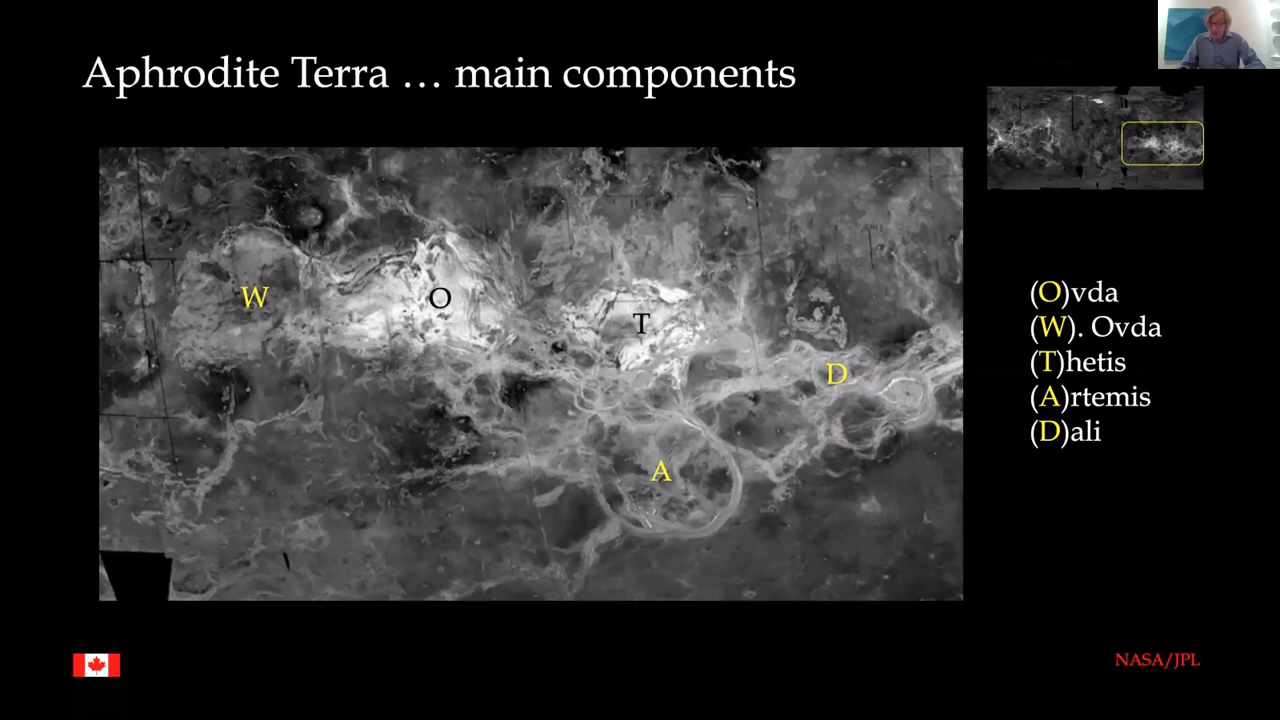 Aphrodite Terra … main components
W
O
T
D
A
(O)vda
(W). Ovda
(T)hetis
(A)rtemis
(D)ali
NASA/JPL